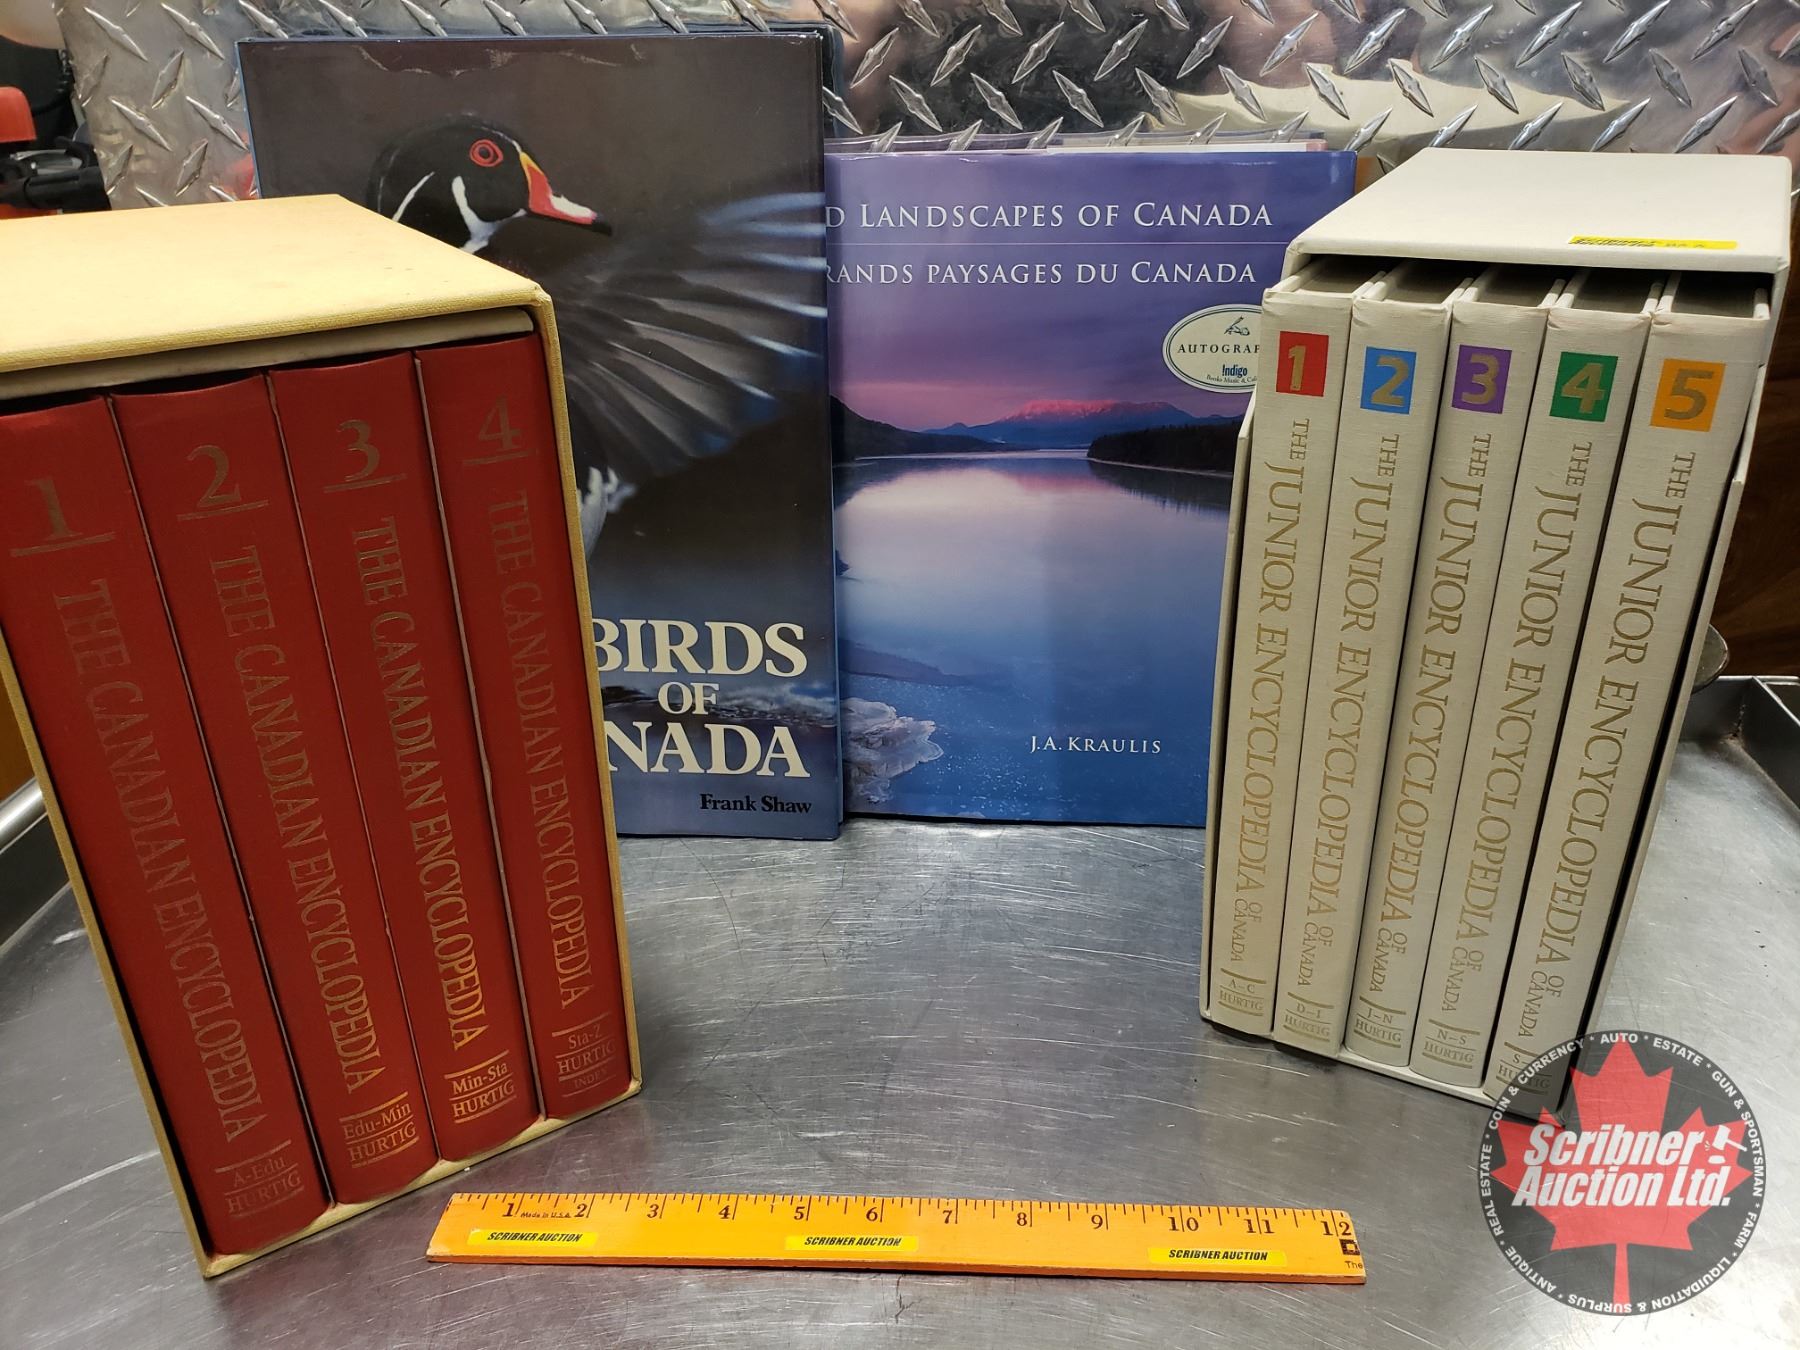 1
THE CANADIAN ENCYCLOPEDIA
A-Edu
HURTIG
2
THE CANADIAN ENCYCLOPEDIA
Edu-Min
HURTIG
3
THE CANADIAN ENCYCLOPEDIA
Min-Sta
HURTIG
4
THE CANADIAN ENCYCLOPEDIA
Sta-Z
HURTIG
INDEX
BIRDS
OF
NADA
Frank Shaw
D LANDSCAPES OF CANADA
RANDS PAYSAGES DU CANADA
AUTOGRAP
Indigo
Books Music &
J.A. KRAULIS
1
THE JUNIOR ENCYCLOPEDIA OF CANADA
A-C
HURTIG
2
THE JUNIOR ENCYCLOPEDIA OF CANADA
D-I
HURTIG
3
THE JUNIOR ENCYCLOPEDIA OF CANADA
J-N
HURTIG
4
THE JUNIOR ENCYCLOPEDIA OF CANADA
N-S
HURTIG
5
THE JUNIOR ENCYCLOPEDIA OF CANADA
S-
1 2 3 4 5 6 7 8 9 10 11 12
Made in U.S.A.
The
SCRIBNER AUCTION SCRIBNER AUCTION SCRIBNER AUCTION
COIN & CURRENCY * AUTO * ESTATE * GUN & SPORTSMAN * FARM * LIQUIDATION & SURPLUS * ANTIQUE * REAL ESTATE *
Scribner
Auction Ltd.